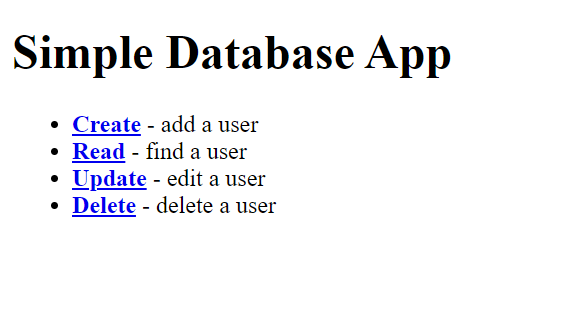 Simple Database App
Create - add a user
Read - find a user
Update - edit a user
Delete - delete a user